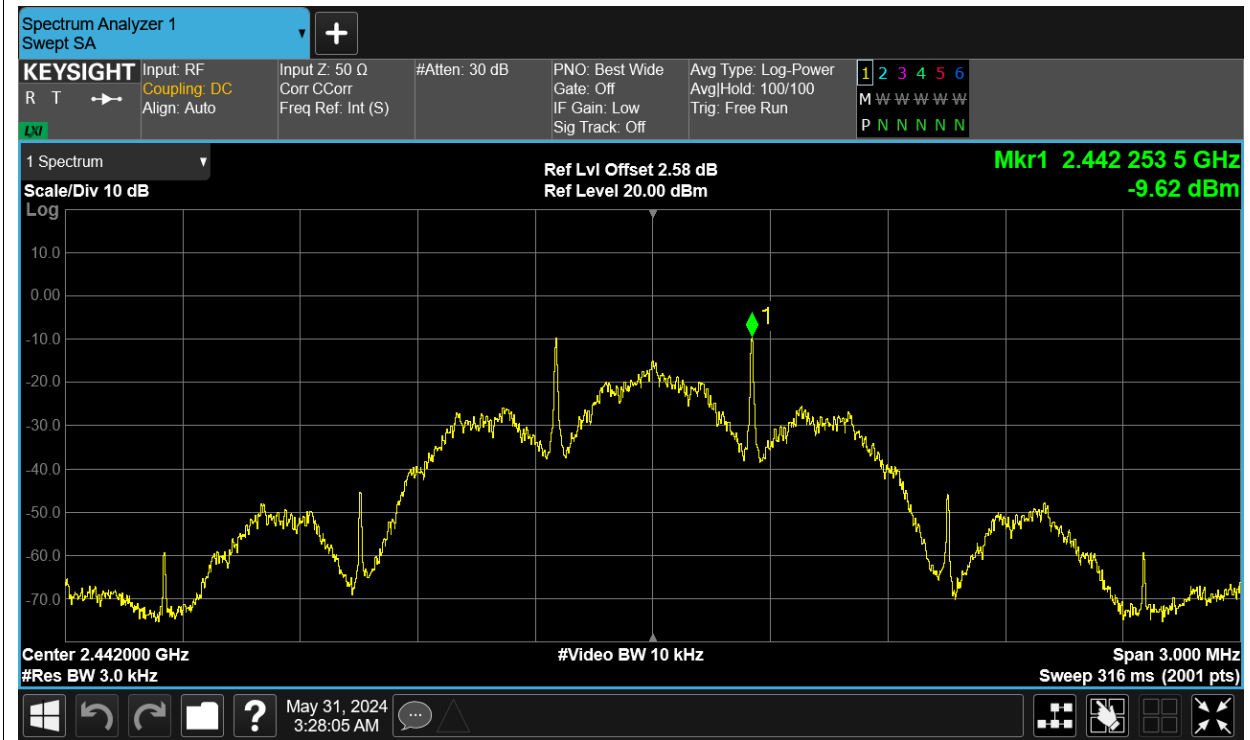 Spectrum Analyzer 1
Swept SA
KEYSIGHT
R T
LXI
Input: RF
Coupling: DC
Align: Auto
Input Z: 50 Ω
Corr CCorr
Freq Ref: Int (S)
#Atten: 30 dB
PNO: Best Wide
Gate: Off
IF Gain: Low
Sig Track: Off
Avg Type: Log-Power
Avg|Hold: 100/100
Trig: Free Run
1 2 3 4 5 6
M W W W W W
P N N N N N
1 Spectrum
Scale/Div 10 dB
Ref Lvl Offset 2.58 dB
Ref Level 20.00 dBm
Mkr1 2.442 253 5 GHz
-9.62 dBm
Log
10.0
0.00
-10.0
-20.0
-30.0
-40.0
-50.0
-60.0
-70.0
1
Center 2.442000 GHz
#Res BW 3.0 kHz
#Video BW 10 kHz
Span 3.000 MHz
Sweep 316 ms (2001 pts)
?
May 31, 2024
3:28:05 AM